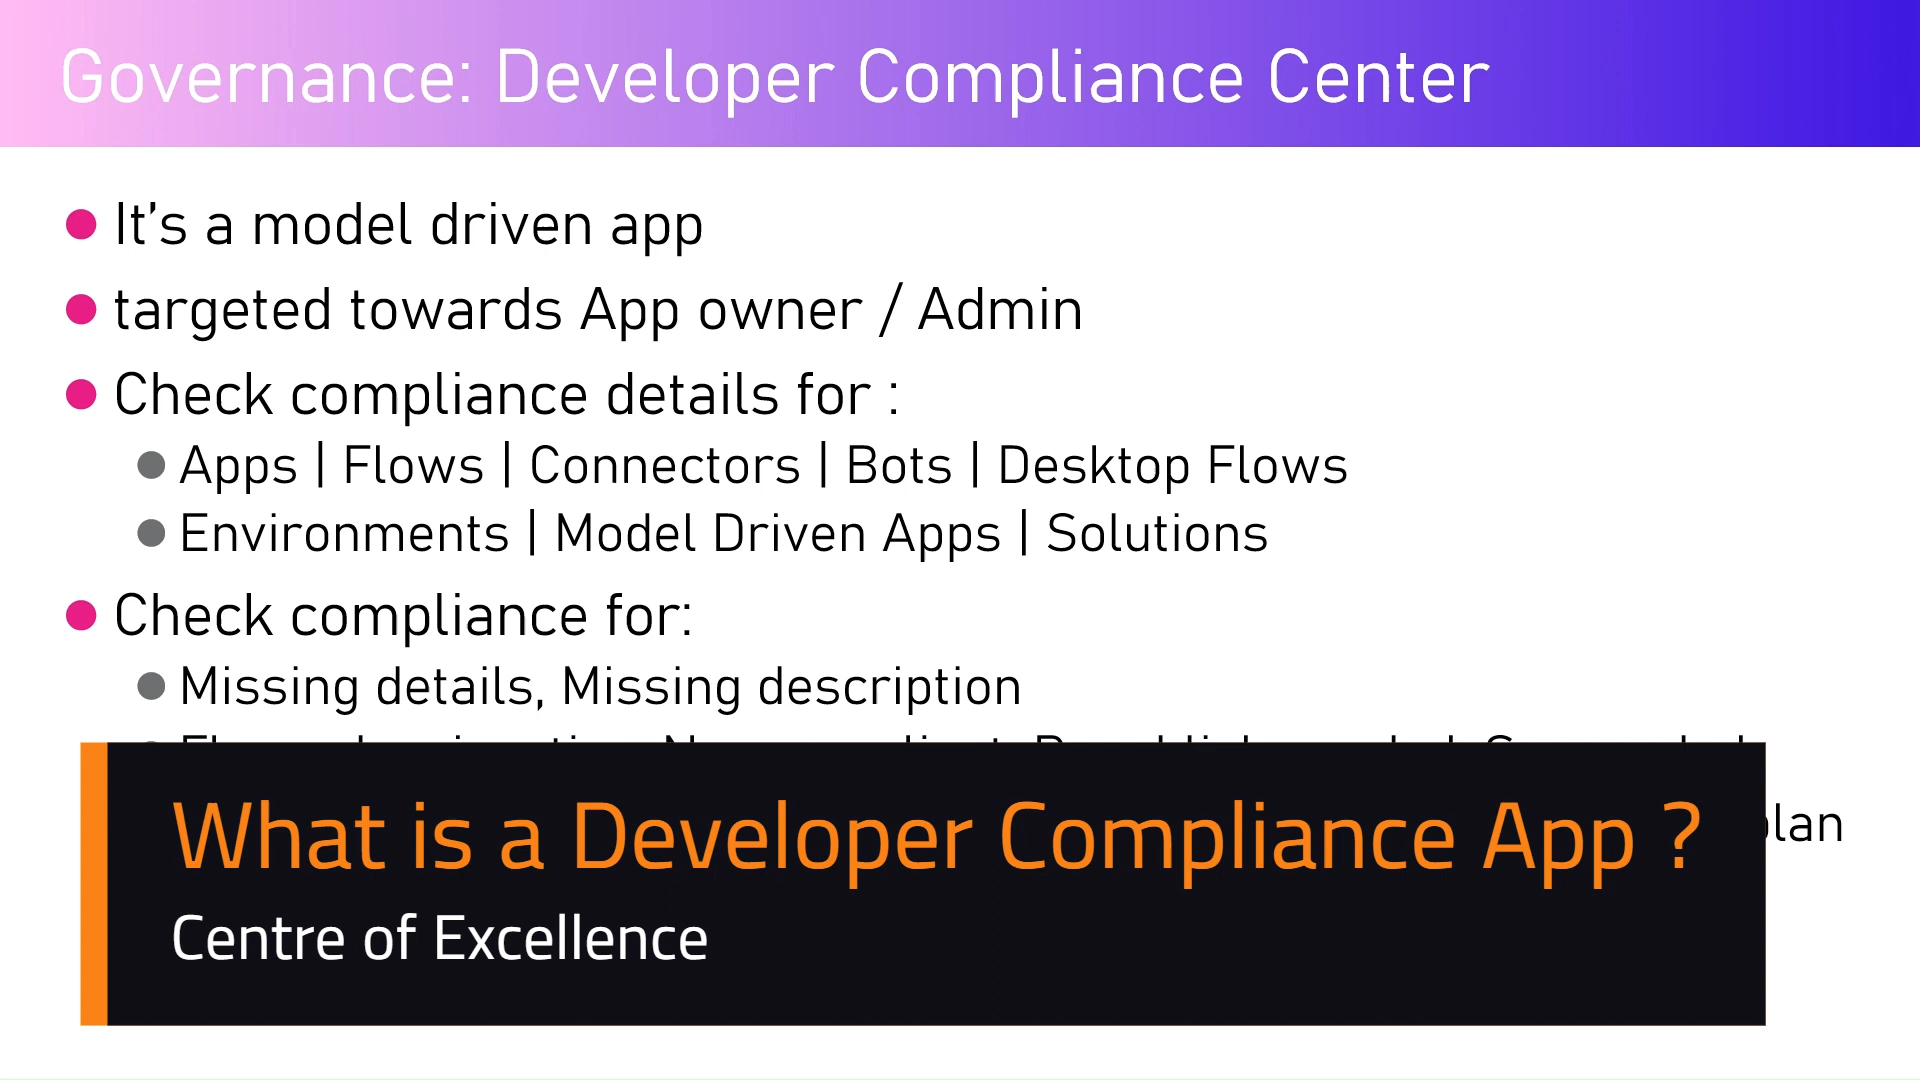 Governance: Developer Compliance Center
It's a model driven app
targeted towards App owner / Admin
Check compliance details for :
Apps | Flows | Connectors | Bots | Desktop Flows
Environments | Model Driven Apps | Solutions
Check compliance for:
Missing details, Missing description
What is a Developer Compliance App ?
Centre of Excellence